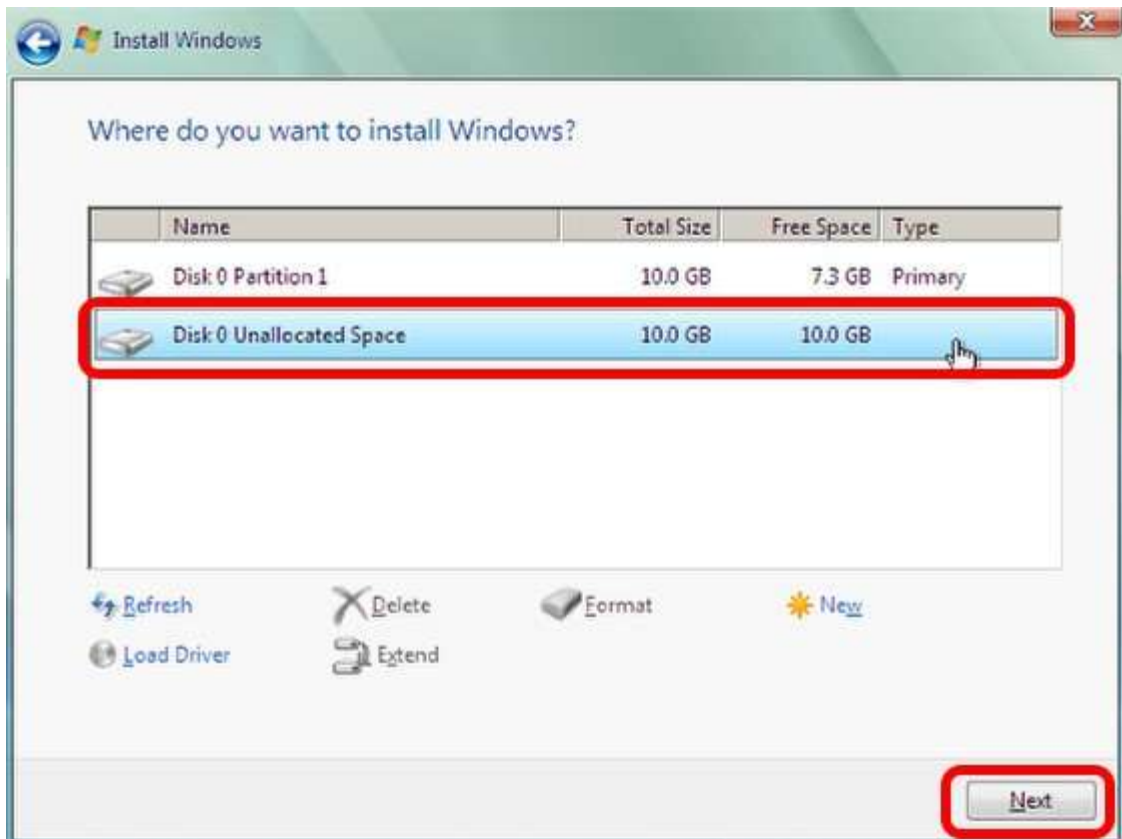 Install Windows
Where do you want to install Windows?
Name Total Size Free Space Type
Disk 0 Partition 1 10.0 GB 7.3 GB Primary
Disk 0 Unallocated Space 10.0 GB 10.0 GB
Refresh Delete Format New
Load Driver Extend
Next